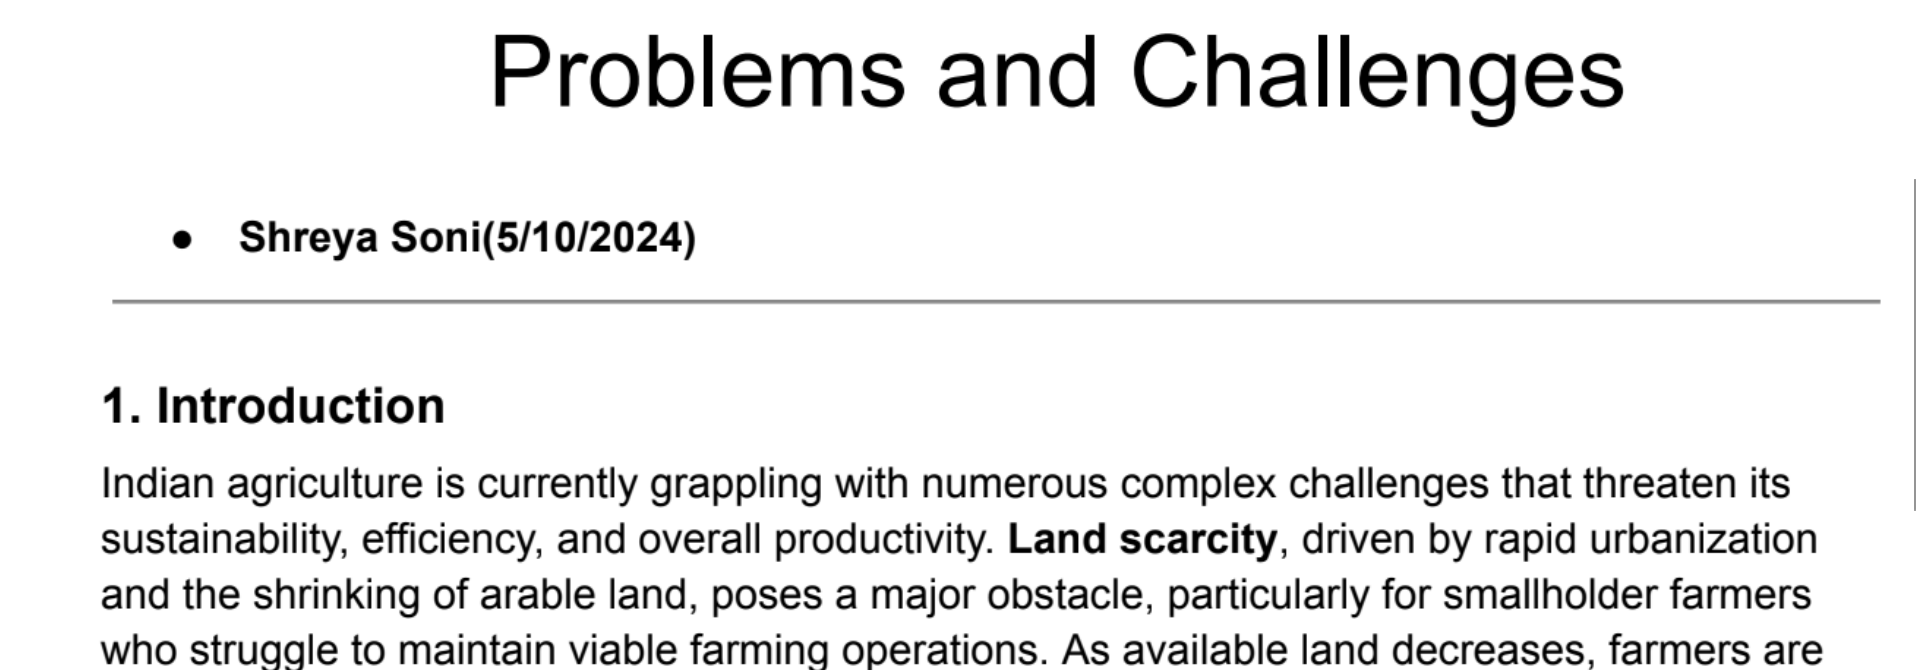 Problems and Challenges
● Shreya Soni(5/10/2024)
1. Introduction
Indian agriculture is currently grappling with numerous complex challenges that threaten its
sustainability, efficiency, and overall productivity. Land scarcity, driven by rapid urbanization
and the shrinking of arable land, poses a major obstacle, particularly for smallholder farmers
who struggle to maintain viable farming operations. As available land decreases, farmers are